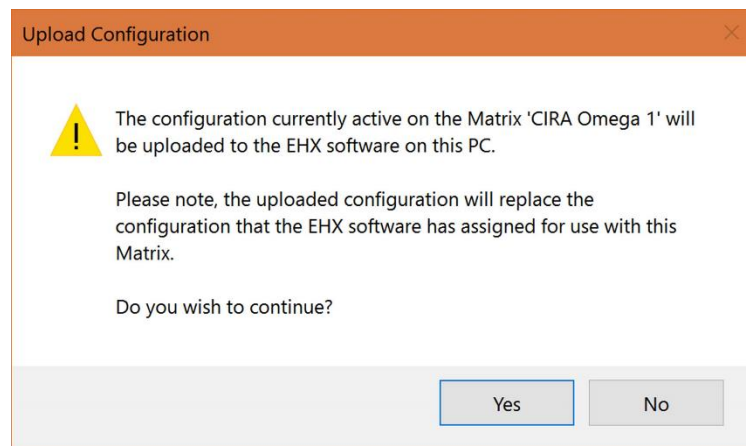 Upload Configuration
The configuration currently active on the Matrix 'CIRA Omega 1' will
be uploaded to the EHX software on this PC.
Please note, the uploaded configuration will replace the
configuration that the EHX software has assigned for use with this
Matrix.
Do you wish to continue?
Yes
No